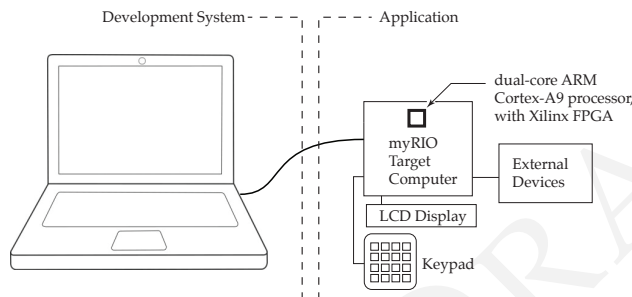 Development System
Application
dual-core ARM
Cortex-A9 processor,
with Xilinx FPGA
myRIO
Target
Computer
External
Devices
LCD Display
Keypad